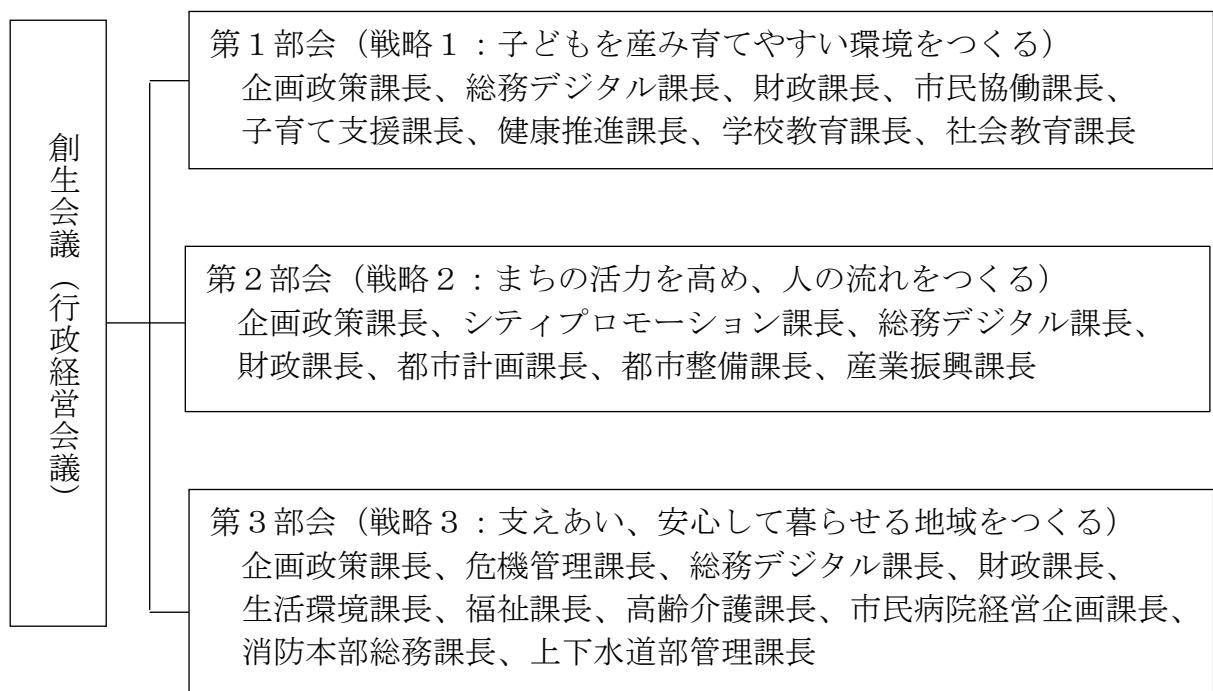 創生会議（行政経営会議）
第１部会（戦略１：子どもを産み育てやすい環境をつくる）
企画政策課長、総務デジタル課長、財政課長、市民協働課長、
子育て支援課長、健康推進課長、学校教育課長、社会教育課長
第２部会（戦略２：まちの活力を高め、人の流れをつくる）
企画政策課長、シティプロモーション課長、総務デジタル課長、
財政課長、都市計画課長、都市整備課長、産業振興課長
第３部会（戦略３：支えあい、安心して暮らせる地域をつくる）
企画政策課長、危機管理課長、総務デジタル課長、財政課長、
生活環境課長、福祉課長、高齢介護課長、市民病院経営企画課長、
消防本部総務課長、上下水道部管理課長